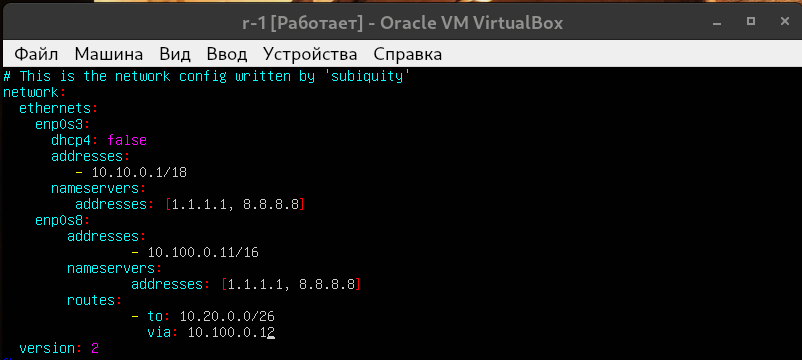 r-1 [Работает] - Oracle VM VirtualBox
Файл Машина Вид Ввод Устройства Справка
# This is the network config written by 'subiquity'
network:
  ethernets:
    enp0s3:
      dhcp4: false
      addresses:
         - 10.10.0.1/18
      nameservers:
         addresses: [1.1.1.1, 8.8.8.8]
    enp0s8:
        addresses:
                - 10.100.0.11/16
        nameservers:
                addresses: [1.1.1.1, 8.8.8.8]
        routes:
                - to: 10.20.0.0/26
                  via: 10.100.0.12
  version: 2